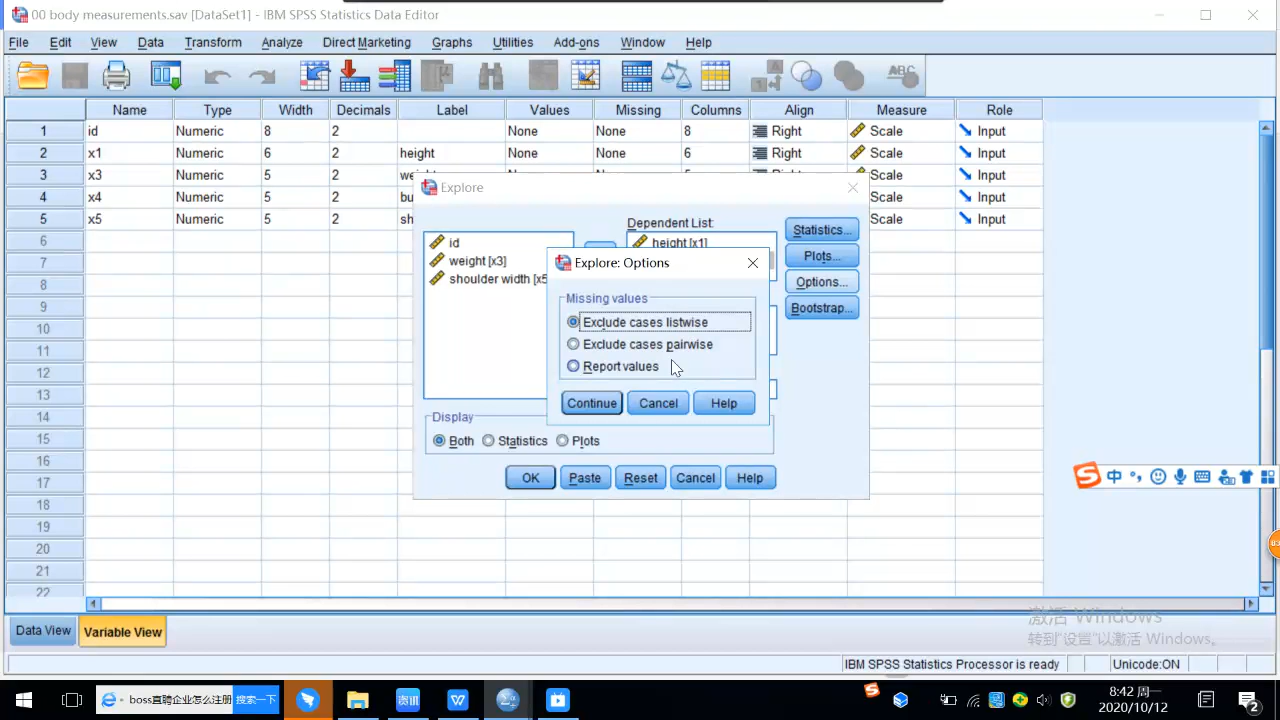 00 body measurements.sav [DataSet1] - IBM SPSS Statistics Data Editor
File Edit View Data Transform Analyze Direct Marketing Graphs Utilities Add-ons Window Help
Name Type Width Decimals Label Values Missing Columns Align Measure Role
1 id Numeric 8 2 None None 8 Right Scale Input
2 x1 Numeric 6 2 height None None 6 Right Scale Input
3 x3 Numeric 5 2 Right Scale Input
4 x4 Numeric 5 2 bu Scale Input
5 x5 Numeric 5 2 sh Scale Input
6
7
8
9
10
11
12
13
14
15
16
17
18
19
20
21
22
Explore
Dependent List:
id
weight [x3]
shoulder width [x5
height [x1]
Statistics...
Plots...
Options...
Bootstrap...
Explore: Options
Missing values
Exclude cases listwise
Exclude cases pairwise
Report values
Continue Cancel Help
Display
Both Statistics Plots
OK Paste Reset Cancel Help
中
激活 Windows
转到"设置"以激活 Windows。
Data View Variable View
IBM SPSS Statistics Processor is ready Unicode:ON
boss直聘企业怎么注册 搜索一下
8:42 周一
2020/10/12
2